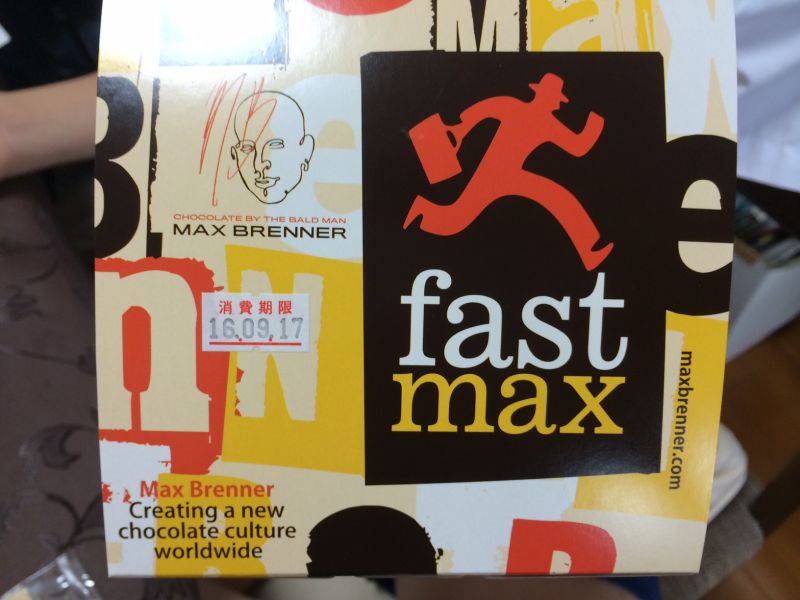 CHOCOLATE BY THE BALD MAN
MAX BRENNER
消費期限
16.09.17
fast
max
maxbrenner.com
Max Brenner
Creating a new
chocolate culture
worldwide